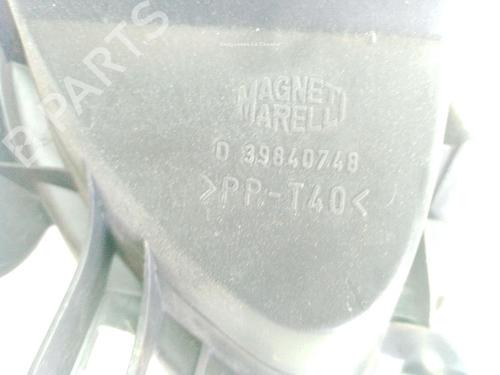 B PARTS
MAGNETI
MARELLI
D 39840748
>PP-T40<